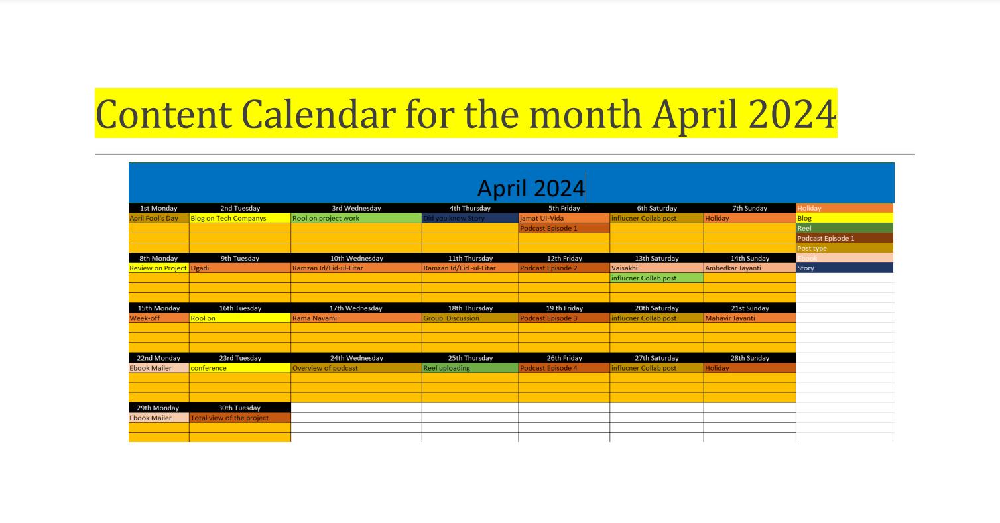 Content Calendar for the month April 2024
April 2024
1st Monday 2nd Tuesday 3rd Wednesday 4th Thursday 5th Friday 6th Saturday 7th Sunday Holiday
April Fool's Day Blog on Tech Companys Rool on project work Did you know Story jamat UI-Vida influcner Collab post Holiday Blog
Reel
Podcast Episode 1 Podcast Episode 1
Post type
8th Monday 9th Tuesday 10th Wednesday 11th Thursday 12th Friday 13th Saturday 14th Sunday Ebook
Review on Project Ugadi Ramzan Id/Eid-ul-Fitar Ramzan Id/Eid -ul-Fitar Podcast Episode 2 Vaisakhi Ambedkar Jayanti Story
influcner Collab post
15th Monday 16th Tuesday 17th Wednesday 18th Thursday 19 th Friday 20th Saturday 21st Sunday
Week-off Rool on Rama Navami Group Discussion Podcast Episode 3 influcner Collab post Mahavir Jayanti
22nd Monday 23rd Tuesday 24th Wednesday 25th Thursday 26th Friday 27th Saturday 28th Sunday
Ebook Mailer conference Overview of podcast Reel uploading Podcast Episode 4 influcner Collab post Holiday
29th Monday 30th Tuesday
Ebook Mailer Total view of the project